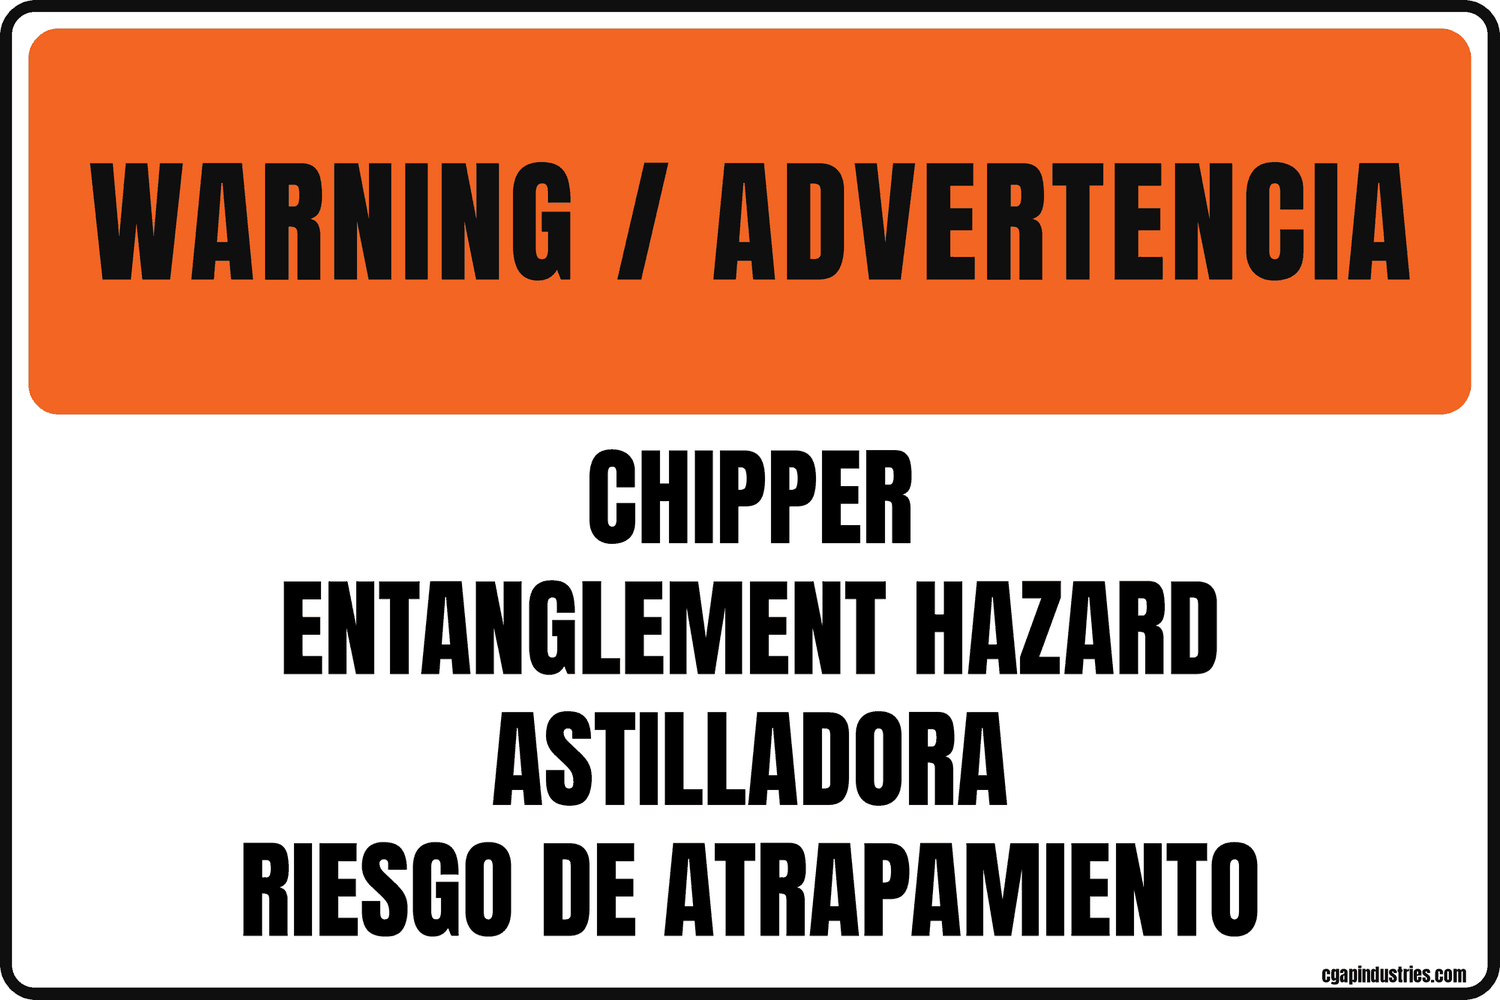 WARNING / ADVERTENCIA
CHIPPER
ENTANGLEMENT HAZARD
ASTILLADORA
RIESGO DE ATRAPAMIENTO
cgapindustries.com